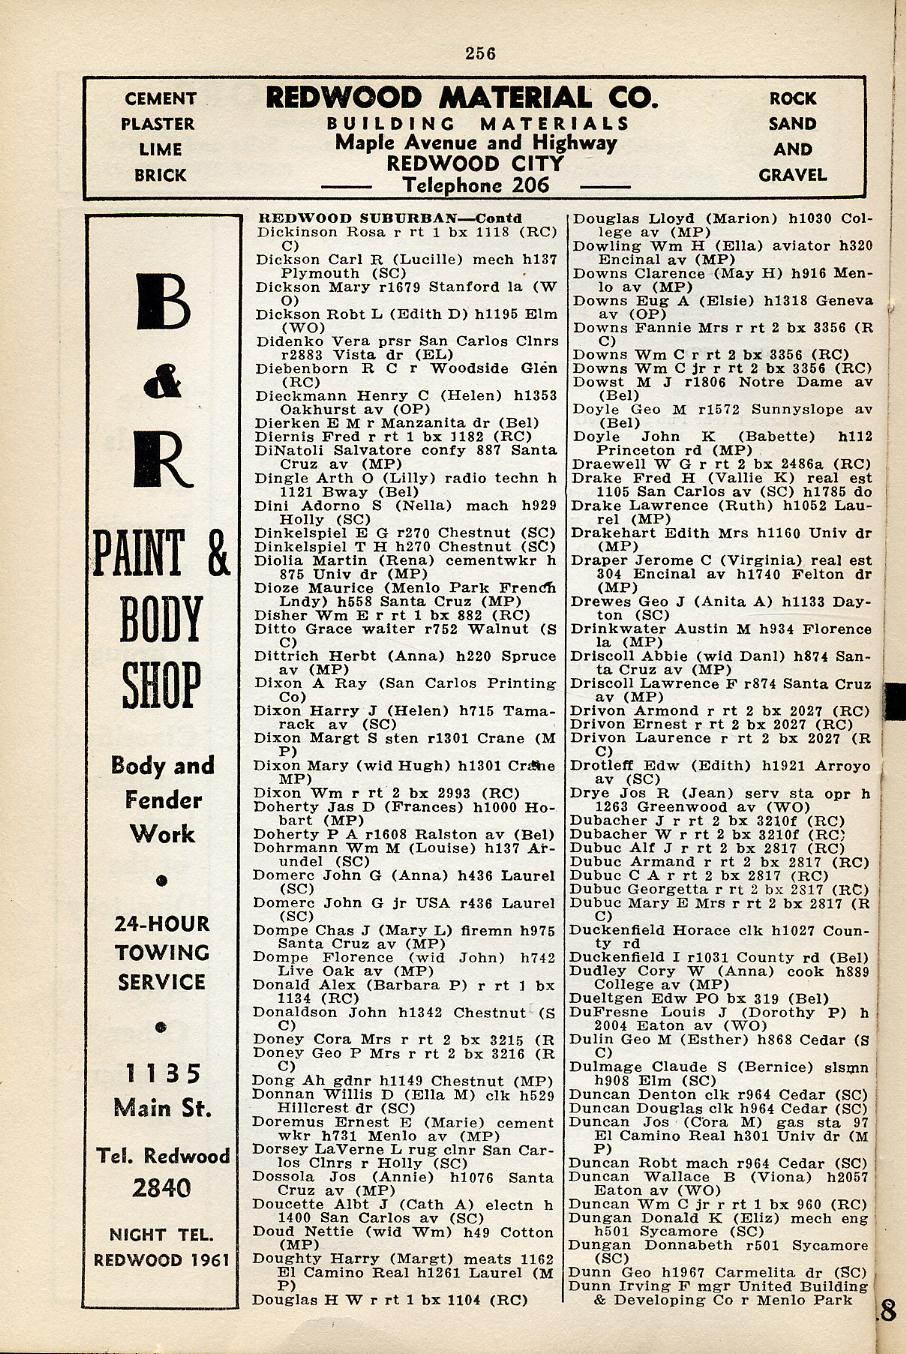 256
CEMENT
PLASTER
LIME
BRICK
REDWOOD MATERIAL CO.
BUILDING MATERIALS
Maple Avenue and Highway
REDWOOD CITY
Telephone 206
ROCK
SAND
AND
GRAVEL
B
&
R
PAINT &
BODY
SHOP
Body and
Fender
Work
•
24-HOUR
TOWING
SERVICE
•
1135
Main St.
Tel. Redwood
2840
NIGHT TEL.
REDWOOD 1961
REDWOOD SUBURBAN—Contd
Dickinson Rosa r rt 1 bx 1118 (RC)
C)
Dickson Carl R (Lucille) mech h137
Plymouth (SC)
Dickson Mary r1679 Stanford la (W
O)
Dickson Robt L (Edith D) h1195 Elm
(WO)
Didenko Vera prsr San Carlos Clnrs
r2883 Vista dr (EL)
Diebenborn R C r Woodside Glen
(RC)
Dieckmann Henry C (Helen) h1353
Oakhurst av (OP)
Dierken E M r Manzanita dr (Bel)
Diernis Fred r rt 1 bx 1182 (RC)
DiNatoli Salvatore confy 887 Santa
Cruz av (MP)
Dingle Arth O (Lilly) radio techn h
1121 Bway (Bel)
Dini Adorno S (Nella) mach h929
Holly (SC)
Dinkelspiel E G r270 Chestnut (SC)
Dinkelspiel T H h270 Chestnut (SC)
Diolia Martin (Rena) cementwkr h
875 Univ dr (MP)
Dioze Maurice (Menlo Park French
Lndy) h558 Santa Cruz (MP)
Disher Wm E r rt 1 bx 882 (RC)
Ditto Grace waiter r752 Walnut (S
C)
Dittrich Herbt (Anna) h220 Spruce
av (MP)
Dixon A Ray (San Carlos Printing
Co)
Dixon Harry J (Helen) h715 Tama-
rack av (SC)
Dixon Margt S sten r1301 Crane (M
P)
Dixon Mary (wid Hugh) h1301 Crane
MP)
Dixon Wm r rt 2 bx 2993 (RC)
Doherty Jas D (Frances) h1000 Ho-
bart (MP)
Doherty P A r1608 Ralston av (Bel)
Dohrmann Wm M (Louise) h137 Ar-
undel (SC)
Domerc John G (Anna) h436 Laurel
(SC)
Domerc John G jr USA r436 Laurel
(SC)
Dompe Chas J (Mary L) firemn h975
Santa Cruz av (MP)
Dompe Florence (wid John) h742
Live Oak av (MP)
Donald Alex (Barbara P) r rt 1 bx
1134 (RC)
Donaldson John h1342 Chestnut (S
C)
Doney Cora Mrs r rt 2 bx 3215 (R
Doney Geo P Mrs r rt 2 bx 3216 (R
C)
Dong Ah gdnr h1149 Chestnut (MP)
Donnan Willis D (Ella M) clk h529
Hillcrest dr (SC)
Doremus Ernest E (Marie) cement
wkr h731 Menlo av (MP)
Dorsey LaVerne L rug clnr San Car-
los Clnrs r Holly (SC)
Dossola Jos (Annie) h1076 Santa
Cruz av (MP)
Doucette Albt J (Cath A) electn h
1400 San Carlos av (SC)
Doud Nettie (wid Wm) h49 Cotton
(MP)
Doughty Harry (Margt) meats 1162
El Camino Real h1261 Laurel (M
P)
Douglas H W r rt 1 bx 1104 (RC)
Douglas Lloyd (Marion) h1030 Col-
lege av (MP)
Dowling Wm H (Ella) aviator h320
Encinal av (MP)
Downs Clarence (May H) h916 Men-
lo av (MP)
Downs Eug A (Elsie) h1318 Geneva
av (OP)
Downs Fannie Mrs r rt 2 bx 3356 (R
C)
Downs Wm C r rt 2 bx 3356 (RC)
Downs Wm C jr r rt 2 bx 3356 (RC)
Dowst M J r1806 Notre Dame av
(Bel)
Doyle Geo M r1572 Sunnyslope av
(Bel)
Doyle John K (Babette) h112
Princeton rd (MP)
Draewell W G r rt 2 bx 2486a (RC)
Drake Fred H (Vallie K) real est
1105 San Carlos av (SC) h1785 do
Drake Lawrence (Ruth) h1052 Lau-
rel (MP)
Drakehart Edith Mrs h1160 Univ dr
(MP)
Draper Jerome C (Virginia) real est
304 Encinal av h1740 Felton dr
(MP)
Drewes Geo J (Anita A) h1133 Day-
ton (SC)
Drinkwater Austin M h934 Florence
la (MP)
Driscoll Abbie (wid Danl) h874 San-
ta Cruz av (MP)
Driscoll Lawrence F r874 Santa Cruz
av (MP)
Drivon Armond r rt 2 bx 2027 (RC)
Drivon Ernest r rt 2 bx 2027 (RC)
Drivon Laurence r rt 2 bx 2027 (R
C)
Drotleff Edw (Edith) h1921 Arroyo
av (SC)
Drye Jos R (Jean) serv sta opr h
1263 Greenwood av (WO)
Dubacher J r rt 2 bx 3210f (RC)
Dubacher W r rt 2 bx 3210f (RC)
Dubuc Alf J r rt 2 bx 2817 (RC)
Dubuc Armand r rt 2 bx 2817 (RC)
Dubuc C A r rt 2 bx 2817 (RC)
Dubuc Georgetta r rt 2 bx 2817 (RC)
Dubuc Mary E Mrs r rt 2 bx 2817 (R
C)
Duckenfield Horace clk h1027 Coun-
ty rd
Duckenfield I r1031 County rd (Bel)
Dudley Cory W (Anna) cook h889
College av (MP)
Dueltgen Edw PO bx 319 (Bel)
DuFresne Louis J (Dorothy P) h
2004 Eaton av (WO)
Dulin Geo M (Esther) h868 Cedar (S
C)
Dulmage Claude S (Bernice) slsmn
h908 Elm (SC)
Duncan Denton clk r964 Cedar (SC)
Duncan Douglas clk h964 Cedar (SC)
Duncan Jos (Cora M) gas sta 97
El Camino Real h301 Univ dr (M
P)
Duncan Robt mach r964 Cedar (SC)
Duncan Wallace B (Viona) h2057
Eaton av (WO)
Duncan Wm C jr r rt 1 bx 960 (RC)
Dungan Donald K (Eliz) mech eng
h501 Sycamore (SC)
Dungan Donnabeth r501 Sycamore
(SC)
Dunn Geo h1967 Carmelita dr (SC)
Dunn Irving F mgr United Building
& Developing Co r Menlo Park
.8